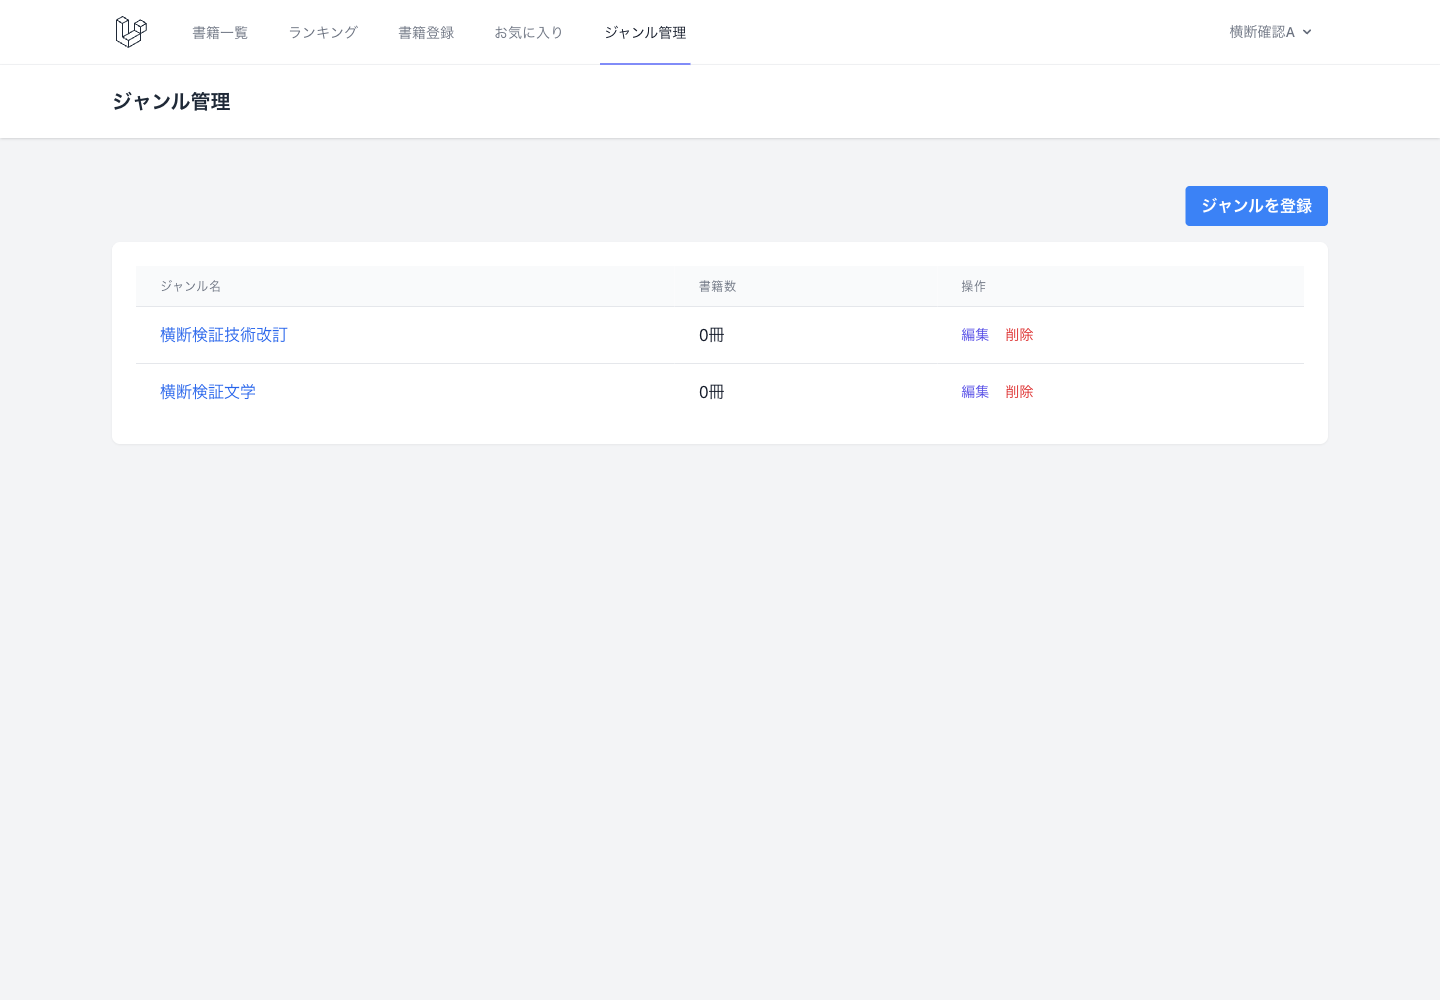 書籍一覧 ランキング 書籍登録 お気に入り ジャンル管理 横断確認A
ジャンル管理
ジャンルを登録
ジャンル名 書籍数 操作
横断検証技術改訂 0冊 編集 削除
横断検証文学 0冊 編集 削除